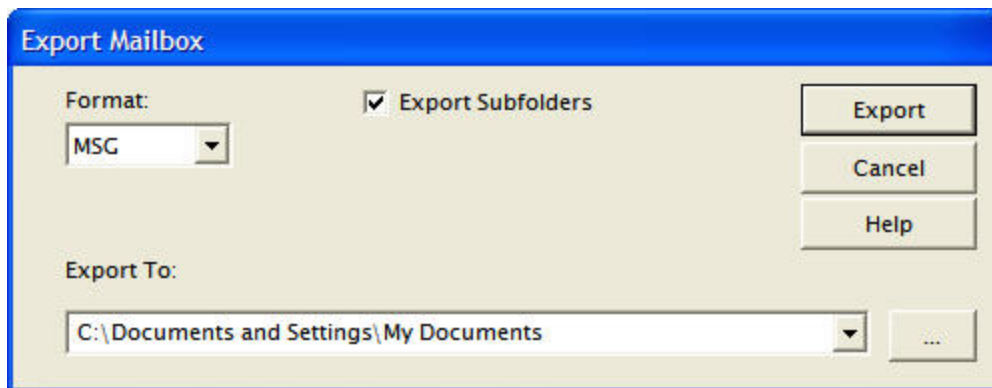 Export Mailbox
Format:
Export Subfolders
Export
MSG
Cancel
Help
Export To:
C:\Documents and Settings\My Documents
...